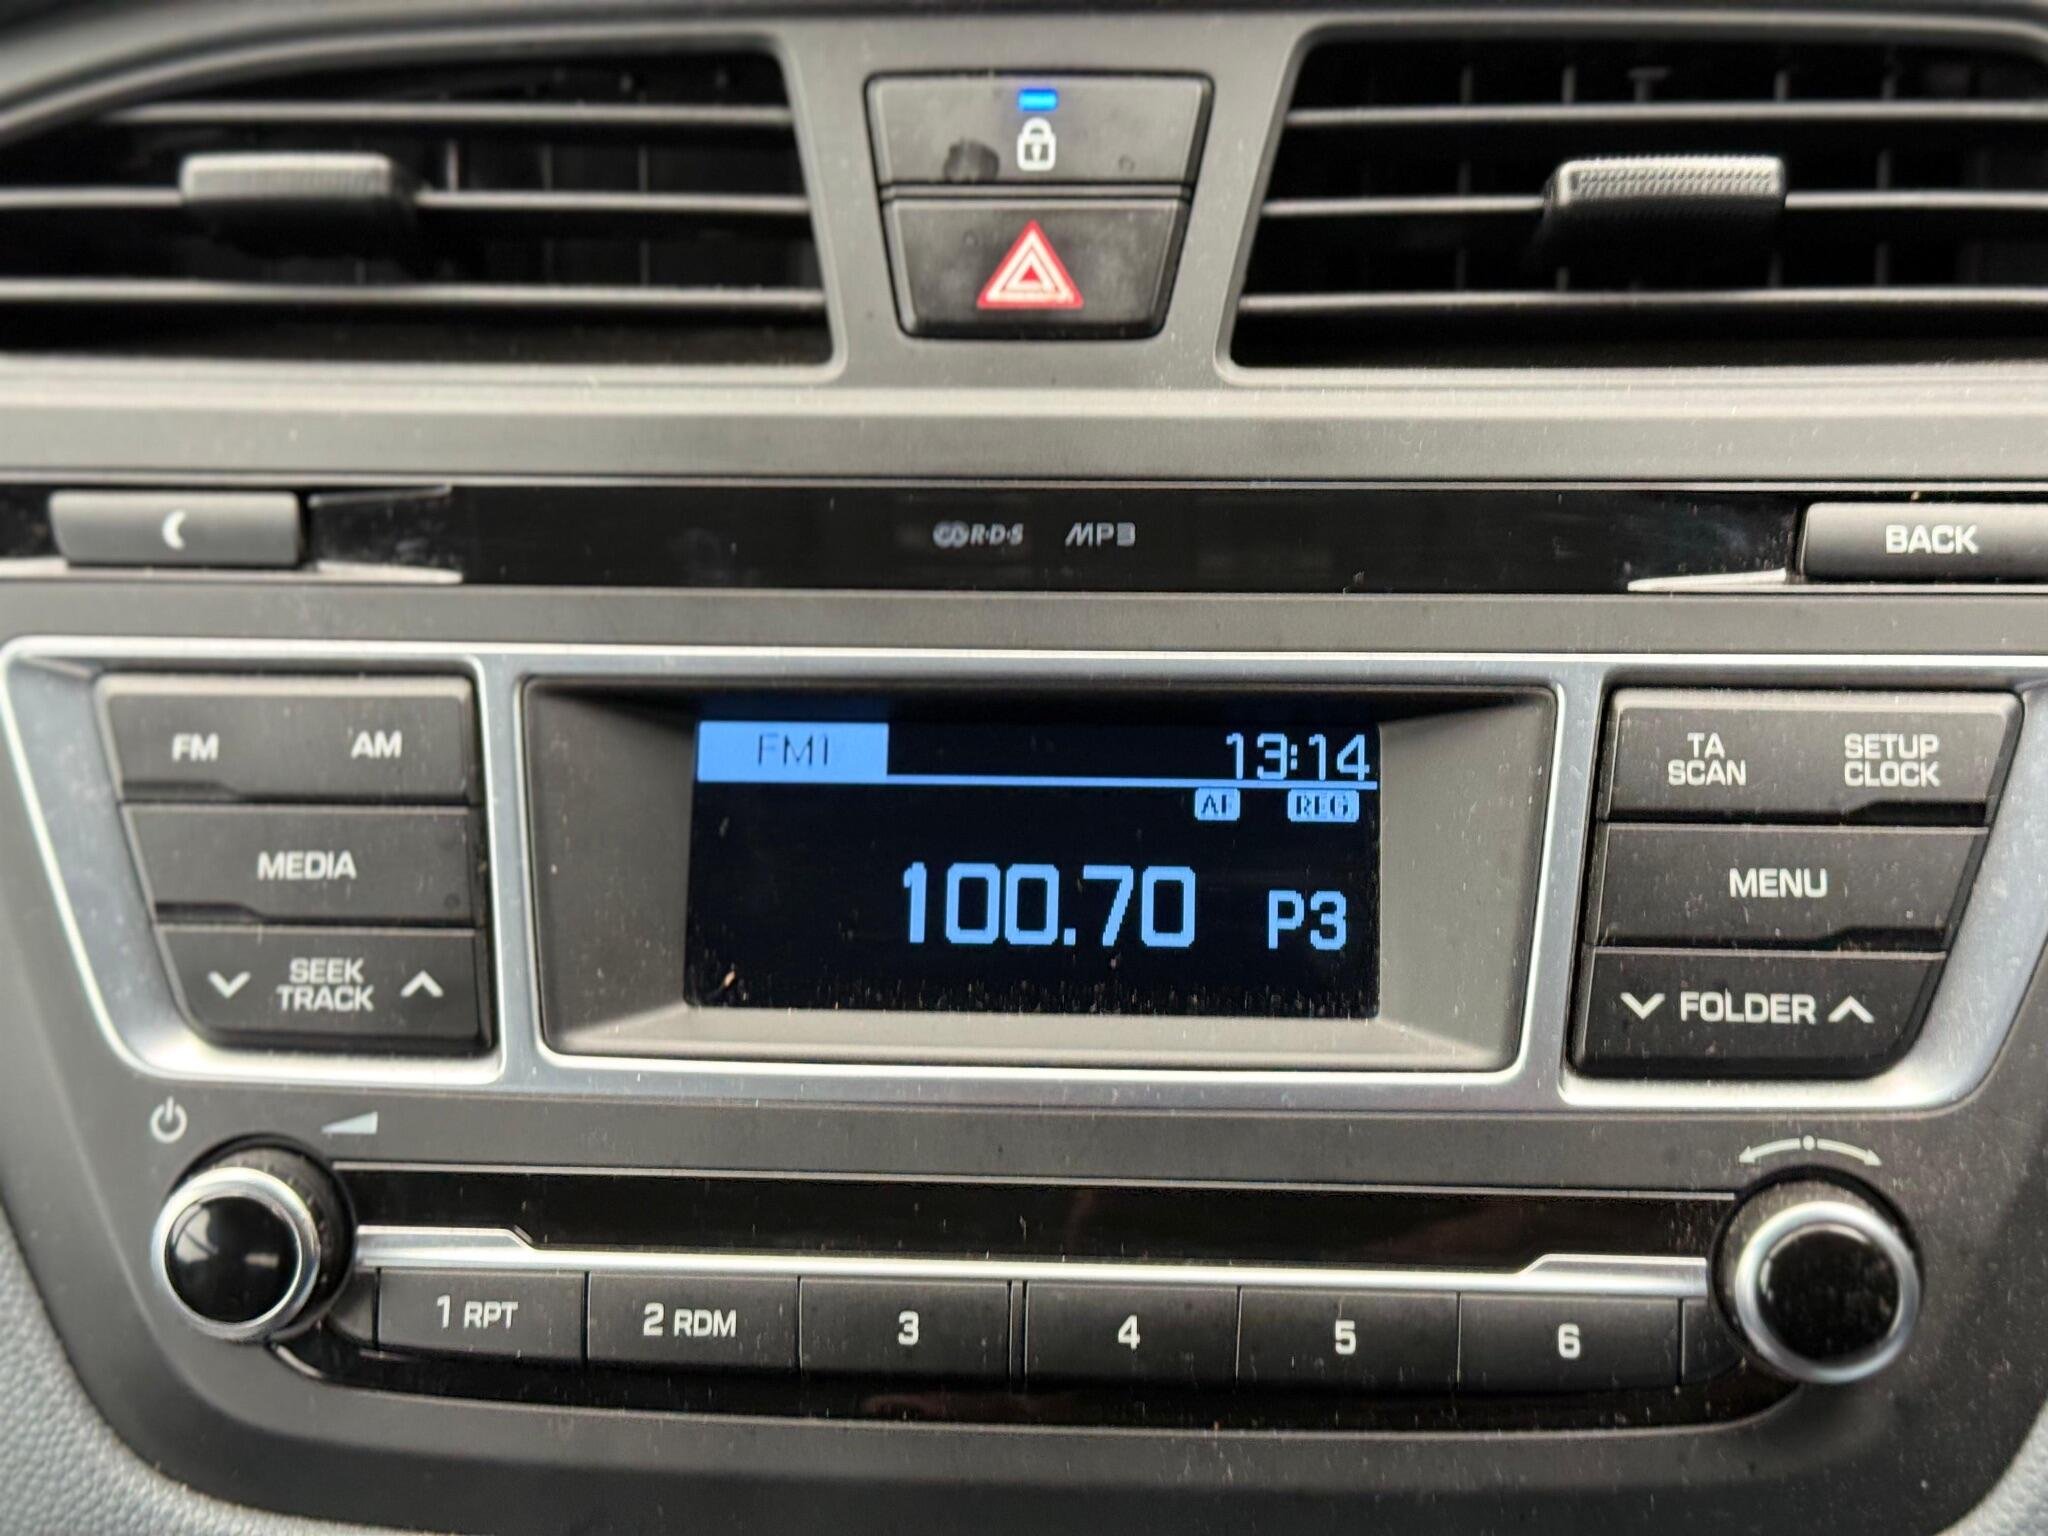 R·D·S MP3
BACK
FM AM
MEDIA
SEEK
TRACK
FM1 13:14
AF REG
100.70 P3
TA
SCAN
SETUP
CLOCK
MENU
FOLDER
1 RPT 2 RDM 3 4 5 6